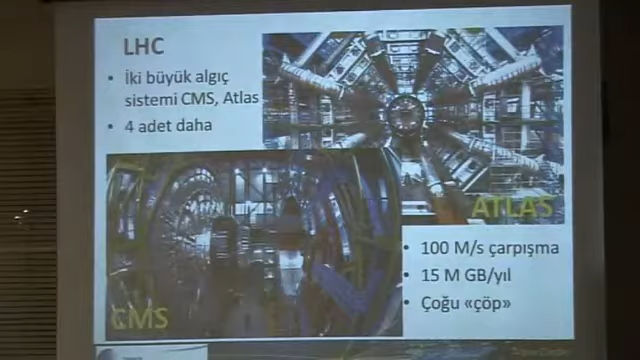 LHC
• İki büyük algıç
sistemi CMS, Atlas
• 4 adet daha
ATLAS
CMS
• 100 M/s çarpışma
• 15 M GB/yıl
• Çoğu «çöp»